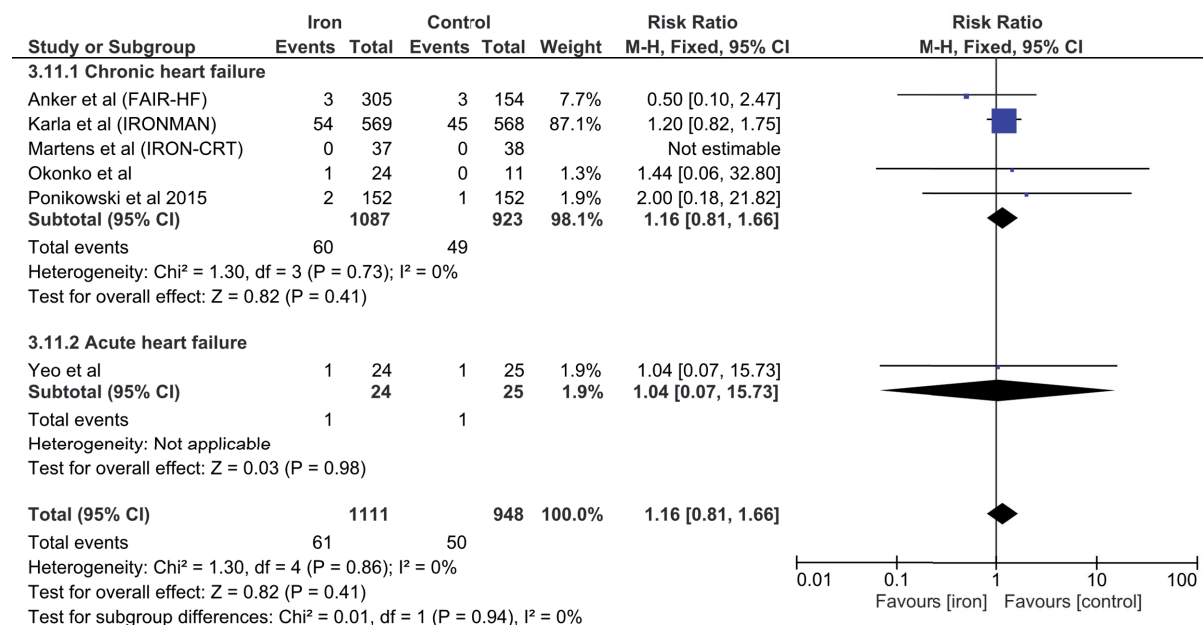 Iron Control Risk Ratio Risk Ratio
Study or Subgroup Events Total Events Total Weight M-H, Fixed, 95% CI M-H, Fixed, 95% CI
3.11.1 Chronic heart failure
Anker et al (FAIR-HF) 3 305 3 154 7.7% 0.50 [0.10, 2.47]
Karla et al (IRONMAN) 54 569 45 568 87.1% 1.20 [0.82, 1.75]
Martens et al (IRON-CRT) 0 37 0 38 Not estimable
Okonko et al 1 24 0 11 1.3% 1.44 [0.06, 32.80]
Ponikowski et al 2015 2 152 1 152 1.9% 2.00 [0.18, 21.82]
Subtotal (95% CI) 1087 923 98.1% 1.16 [0.81, 1.66]
Total events 60 49
Heterogeneity: Chi² = 1.30, df = 3 (P = 0.73); I² = 0%
Test for overall effect: Z = 0.82 (P = 0.41)
3.11.2 Acute heart failure
Yeo et al 1 24 1 25 1.9% 1.04 [0.07, 15.73]
Subtotal (95% CI) 24 25 1.9% 1.04 [0.07, 15.73]
Total events 1 1
Heterogeneity: Not applicable
Test for overall effect: Z = 0.03 (P = 0.98)
Total (95% CI) 1111 948 100.0% 1.16 [0.81, 1.66]
Total events 61 50
Heterogeneity: Chi² = 1.30, df = 4 (P = 0.86); I² = 0%
Test for overall effect: Z = 0.82 (P = 0.41)
Test for subgroup differences: Chi² = 0.01, df = 1 (P = 0.94), I² = 0%
0.01 0.1 1 10 100
Favours [iron] Favours [control]